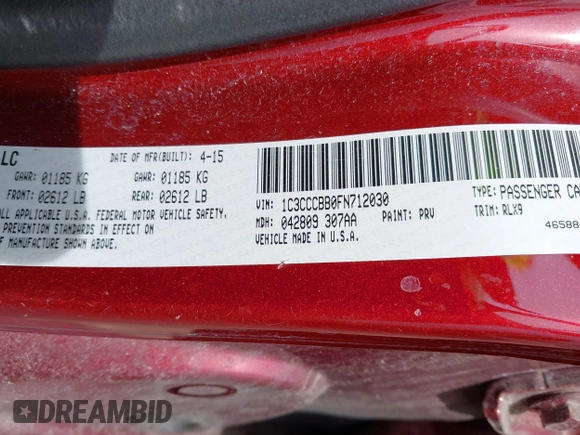 LC
DATE OF MFR(BUILT): 4-15
GAWR: 01185 KG GAWR: 01185 KG
FRONT: 02612 LB REAR: 02612 LB
ALL APPLICABLE U.S.A. FEDERAL MOTOR VEHICLE SAFETY,
PREVENTION STANDARDS IN EFFECT ON
OF MANUFACTURE SHOWN ABOVE.
VIN: 1C3CCCBB0FN712030
TYPE: PASSENGER CA
MDH: 042809 307AA PAINT: PRV
TRIM: RLX9
VEHICLE MADE IN U.S.A.
46588
DREAMBID